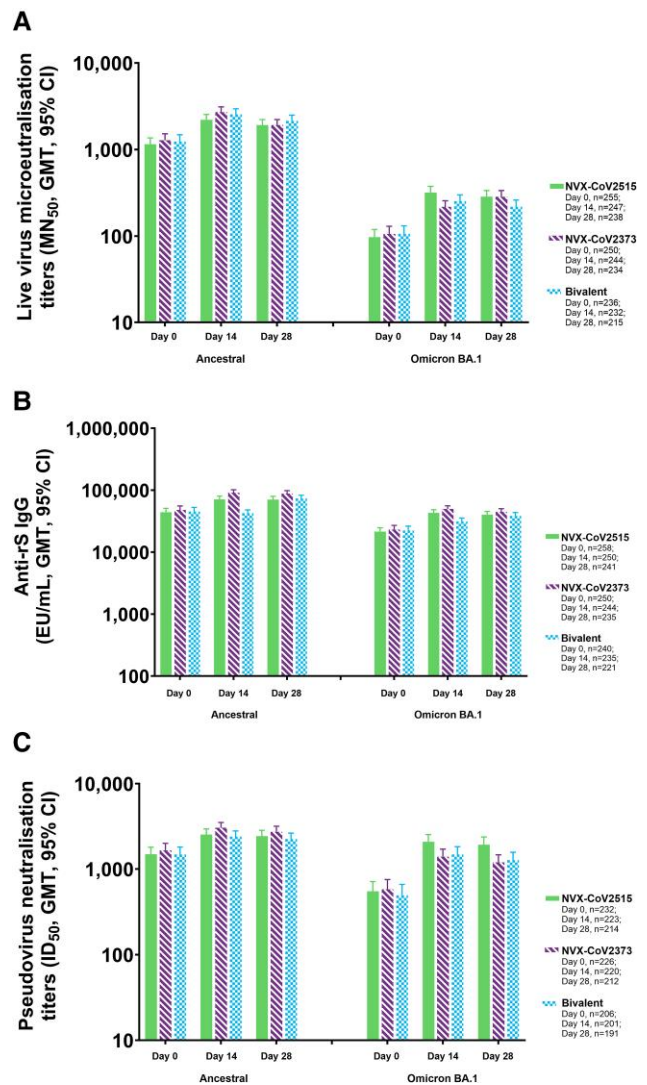 A
Live virus microeutralisation
titers (MN50, GMT, 95% CI)
10,000
1,000
100
10
Day 0 Day 14 Day 28 Day 0 Day 14 Day 28
Ancestral Omicron BA.1
NVX-CoV2515
Day 0, n=255;
Day 14, n=247;
Day 28, n=238
NVX-CoV2373
Day 0, n=250;
Day 14, n=244;
Day 28, n=234
Bivalent
Day 0, n=236;
Day 14, n=232;
Day 28, n=215
B
Anti-rS IgG
(EU/mL, GMT, 95% CI)
1,000,000
100,000
10,000
1,000
100
Day 0 Day 14 Day 28 Day 0 Day 14 Day 28
Ancestral Omicron BA.1
NVX-CoV2515
Day 0, n=258;
Day 14, n=250;
Day 28, n=241
NVX-CoV2373
Day 0, n=250;
Day 14, n=244;
Day 28, n=235
Bivalent
Day 0, n=240;
Day 14, n=235;
Day 28, n=221
C
Pseudovirus neutralisation
titers (ID50, GMT, 95% CI)
10,000
1,000
100
10
Day 0 Day 14 Day 28 Day 0 Day 14 Day 28
Ancestral Omicron BA.1
NVX-CoV2515
Day 0, n=232;
Day 14, n=223;
Day 28, n=214
NVX-CoV2373
Day 0, n=226;
Day 14, n=220;
Day 28, n=212
Bivalent
Day 0, n=206;
Day 14, n=201;
Day 28, n=191